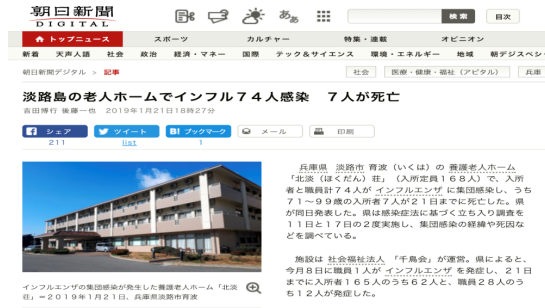 朝日新聞
DIGITAL
検索
目次
トップニュース スポーツ カルチャー 特集・連載 オピニオン
新着 天声人語 社会 政治 経済・マネー 国際 テック＆サイエンス 環境・エネルギー 地域 朝デジスペシ
朝日新聞デジタル > 記事
社会 医療・健康・福祉（アピタル） 兵庫
淡路島の老人ホームでインフル７４人感染　７人が死亡
吉田博行 後藤一也　2019年1月21日18時27分
シェア ツイート ブックマーク メール 印刷
211 list 1
兵庫県 淡路市 育波（いくは）の 養護老人ホーム
「北淡（ほくだん）荘」（入所定員１６８人）で、入所
者と職員計７４人が インフルエンザ に集団感染し、うち
７１～９９歳の入所者７人が２１日までに死亡した。県
が同日発表した。県は感染症法に基づく立ち入り調査を
１１日と１７日の２度実施し、集団感染の経緯や死因な
どを調べている。
施設は 社会福祉法人 「千鳥会」が運営。県によると、
今月８日に職員１人が インフルエンザ を発症し、２１日
までに入所者１６５人のうち６２人と、職員２８人のう
ち１２人が発症した。
インフルエンザの集団感染が発生した養護老人ホーム「北淡
荘」＝２０１９年１月２１日、兵庫県淡路市育波